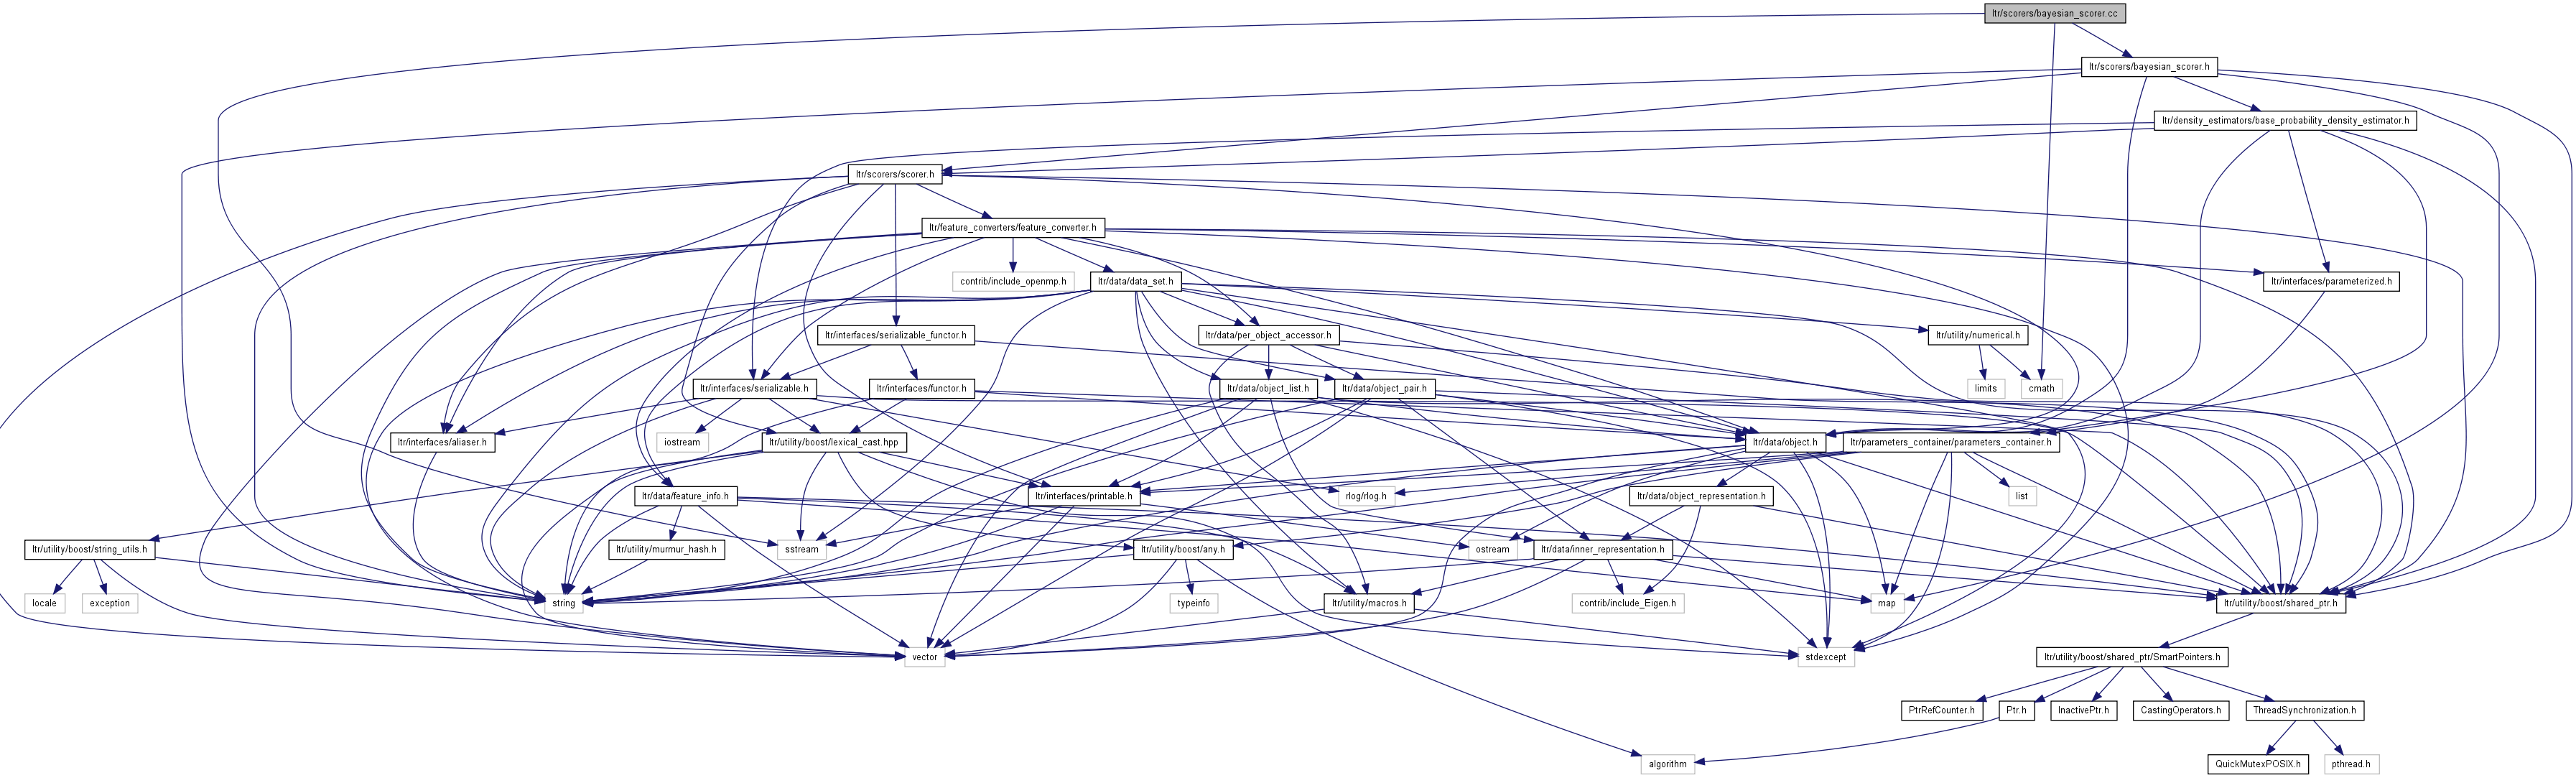 ltr/scorers/bayesian_scorer.cc
ltr/scorers/bayesian_scorer.h
ltr/density_estimators/base_probability_density_estimator.h
ltr/scorers/scorer.h
ltr/feature_converters/feature_converter.h
contrib/include_openmp.h
ltr/data/data_set.h
ltr/interfaces/parameterized.h
ltr/interfaces/serializable_functor.h
ltr/data/per_object_accessor.h
ltr/utility/numerical.h
ltr/interfaces/serializable.h
ltr/interfaces/functor.h
ltr/data/object_list.h
ltr/data/object_pair.h
limits
cmath
ltr/interfaces/aliaser.h
iostream
ltr/utility/boost/lexical_cast.hpp
ltr/data/object.h
ltr/parameters_container/parameters_container.h
ltr/data/feature_info.h
ltr/interfaces/printable.h
rlog/rlog.h
ltr/data/object_representation.h
list
ltr/utility/boost/string_utils.h
ltr/utility/murmur_hash.h
sstream
ltr/utility/boost/any.h
ostream
ltr/data/inner_representation.h
locale
exception
string
typeinfo
ltr/utility/macros.h
contrib/include_Eigen.h
map
ltr/utility/boost/shared_ptr.h
vector
stdexcept
ltr/utility/boost/shared_ptr/SmartPointers.h
PtrRefCounter.h
Ptr.h
InactivePtr.h
CastingOperators.h
ThreadSynchronization.h
algorithm
QuickMutexPOSIX.h
pthread.h